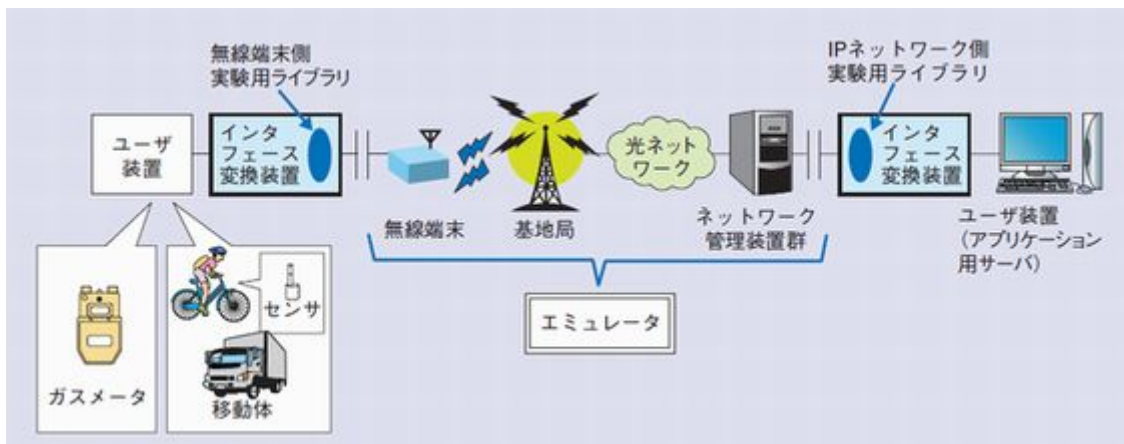 無線端末側
実験用ライブラリ
IPネットワーク側
実験用ライブラリ
ユーザ
装置
インタ
フェース
変換装置
光ネット
ワーク
インタ
フェース
変換装置
無線端末
基地局
ネットワーク
管理装置群
ユーザ装置
（アプリケーション
用サーバ）
センサ
エミュレータ
ガスメータ
移動体